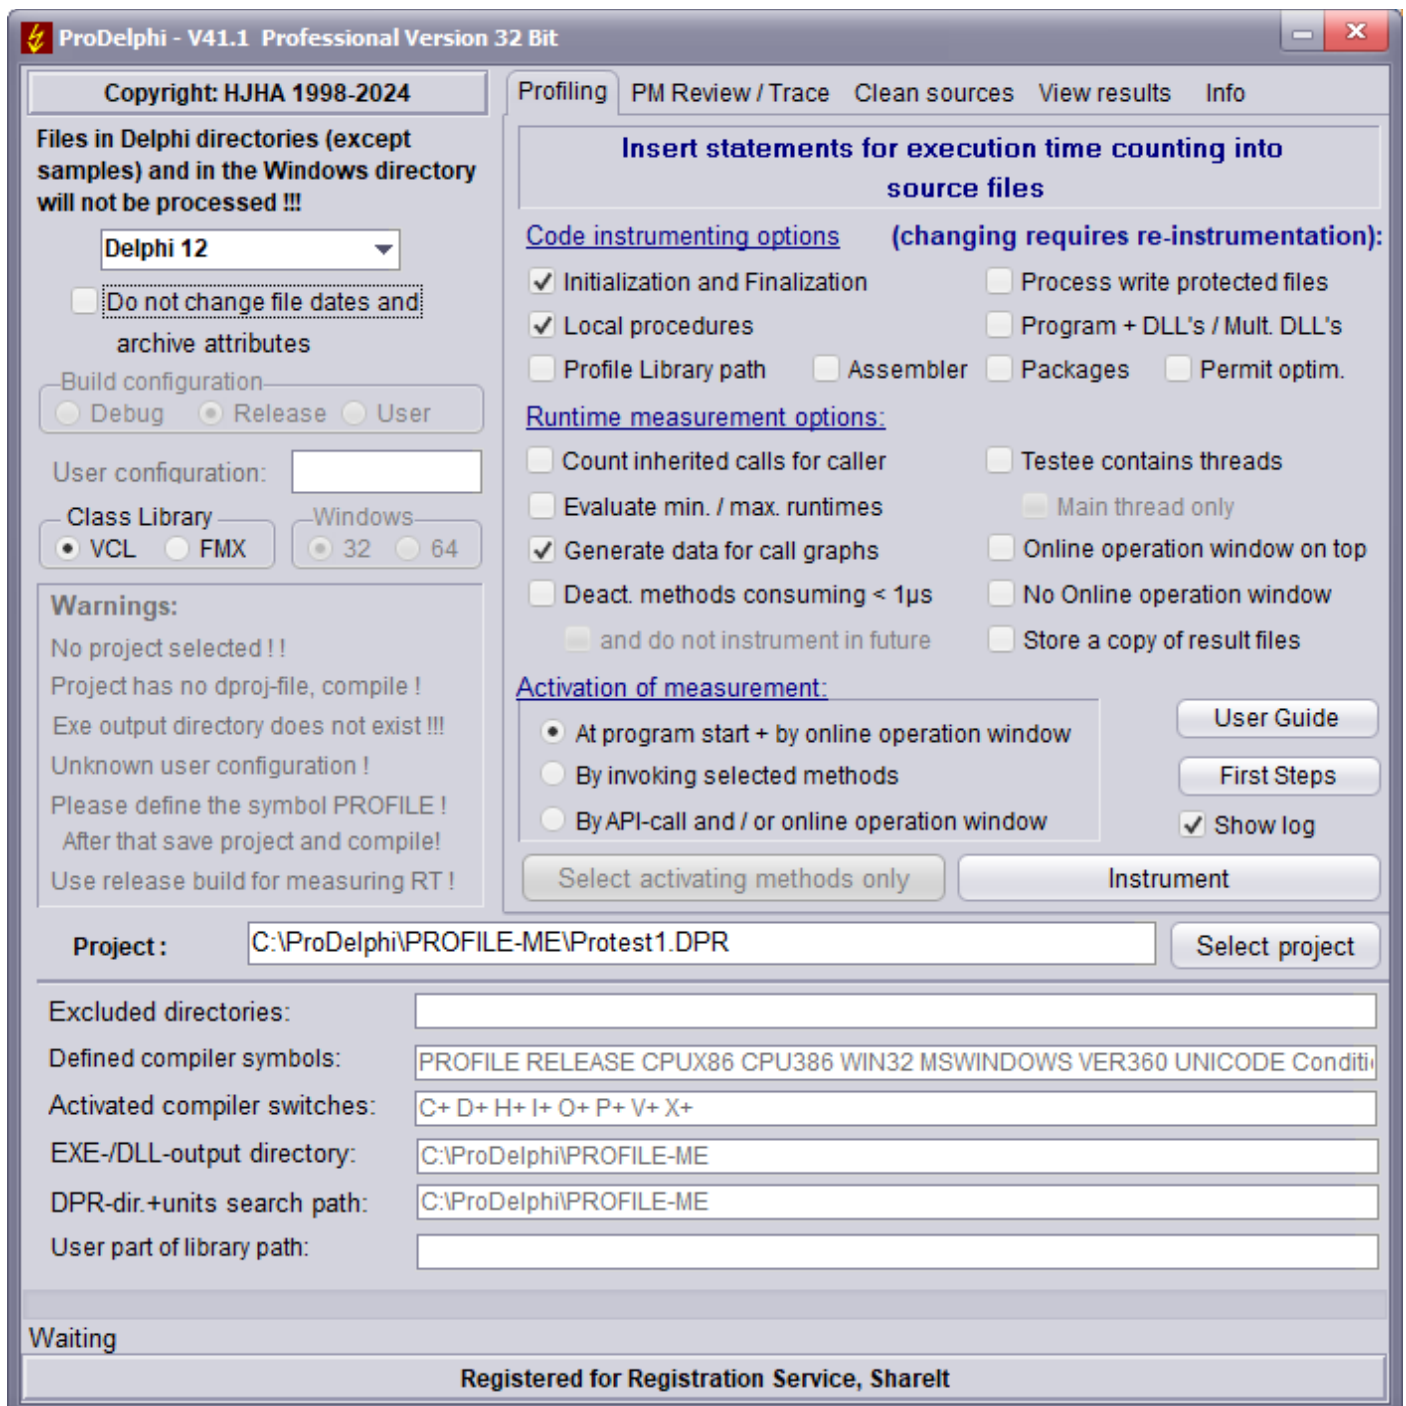 ProDelphi - V41.1 Professional Version 32 Bit
Copyright: HJHA 1998-2024
Files in Delphi directories (except
samples) and in the Windows directory
will not be processed !!!
Delphi 12
Do not change file dates and
archive attributes
Build configuration
Debug Release User
User configuration:
Class Library
VCL FMX
Windows
32 64
Warnings:
No project selected ! !
Project has no dproj-file, compile !
Exe output directory does not exist !!!
Unknown user configuration !
Please define the symbol PROFILE !
After that save project and compile!
Use release build for measuring RT !
Profiling PM Review / Trace Clean sources View results Info
Insert statements for execution time counting into
source files
Code instrumenting options (changing requires re-instrumentation):
Initialization and Finalization Process write protected files
Local procedures Program + DLL's / Mult. DLL's
Profile Library path Assembler Packages Permit optim.
Runtime measurement options:
Count inherited calls for caller Testee contains threads
Evaluate min. / max. runtimes Main thread only
Generate data for call graphs Online operation window on top
Deact. methods consuming < 1µs No Online operation window
and do not instrument in future Store a copy of result files
Activation of measurement:
At program start + by online operation window
By invoking selected methods
By API-call and / or online operation window
User Guide
First Steps
Show log
Select activating methods only Instrument
Project : C:\ProDelphi\PROFILE-ME\Protest1.DPR Select project
Excluded directories:
Defined compiler symbols: PROFILE RELEASE CPUX86 CPU386 WIN32 MSWINDOWS VER360 UNICODE Conditi
Activated compiler switches: C+ D+ H+ I+ O+ P+ V+ X+
EXE-/DLL-output directory: C:\ProDelphi\PROFILE-ME
DPR-dir.+units search path: C:\ProDelphi\PROFILE-ME
User part of library path:
Waiting
Registered for Registration Service, ShareIt